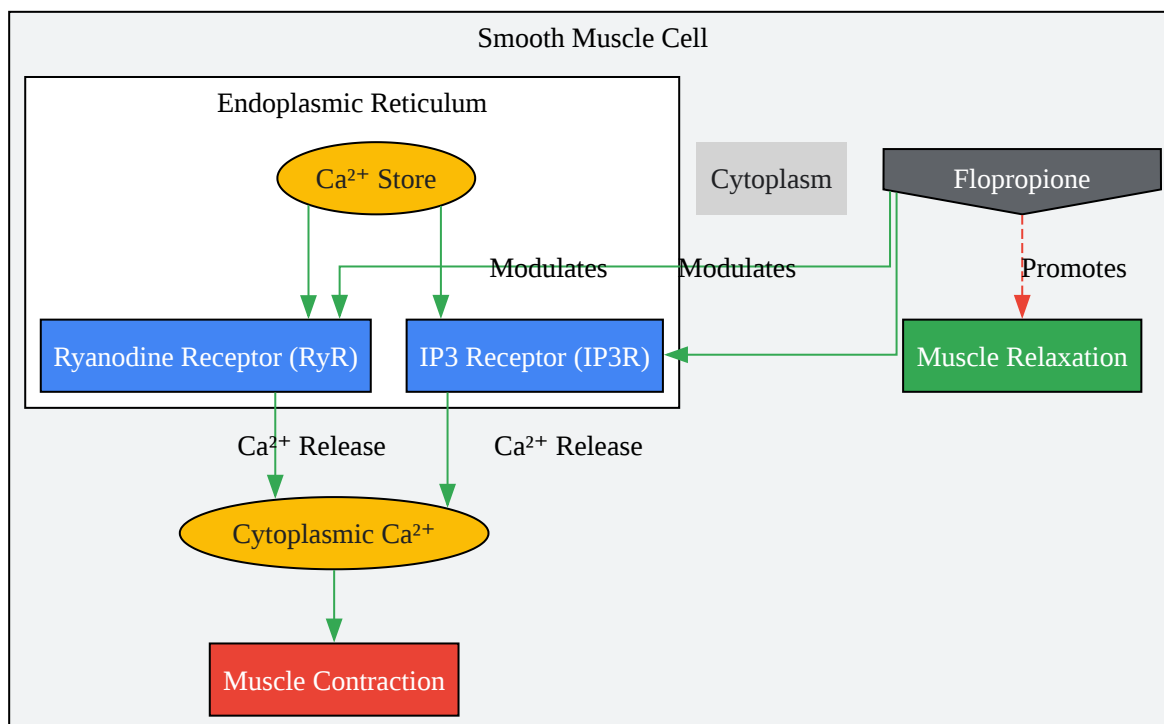 Smooth Muscle Cell
Endoplasmic Reticulum
Ca²⁺ Store
Cytoplasm
Flopropione
Modulates
Modulates
Promotes
Ryanodine Receptor (RyR)
IP3 Receptor (IP3R)
Muscle Relaxation
Ca²⁺ Release
Ca²⁺ Release
Cytoplasmic Ca²⁺
Muscle Contraction